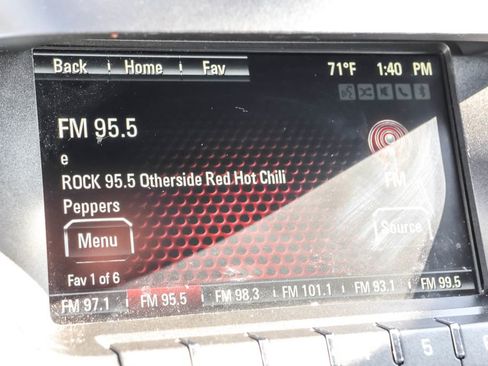 Back Home Fav 71°F 1:40 PM
FM 95.5
e
ROCK 95.5 Otherside Red Hot Chili
Peppers
FM
Menu Source
Fav 1 of 6
FM 97.1 FM 95.5 FM 98.3 FM 101.1 FM 93.1 FM 99.5
5